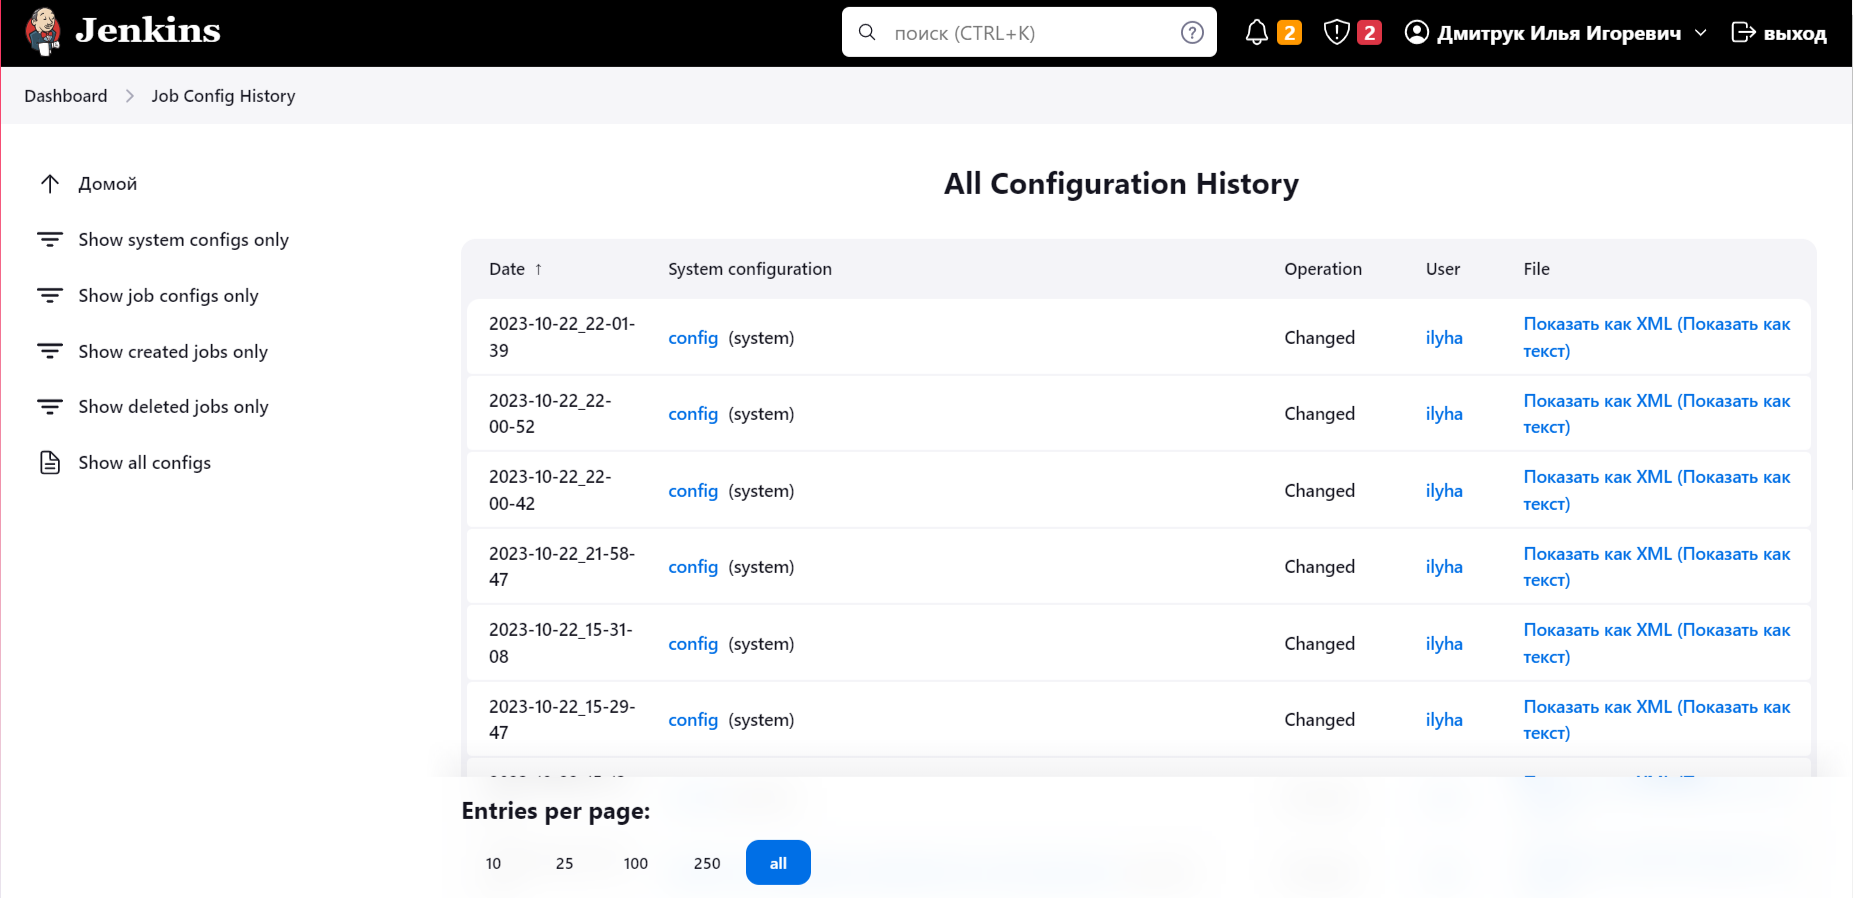 Jenkins
поиск (CTRL+K)
2
2
Дмитрук Илья Игоревич
выход
Dashboard
Job Config History
Домой
Show system configs only
Show job configs only
Show created jobs only
Show deleted jobs only
Show all configs
All Configuration History
Date ↑ System configuration Operation User File
2023-10-22_22-01-
39
config (system) Changed ilyha
Показать как XML (Показать как
текст)
2023-10-22_22-
00-52
config (system) Changed ilyha
Показать как XML (Показать как
текст)
2023-10-22_22-
00-42
config (system) Changed ilyha
Показать как XML (Показать как
текст)
2023-10-22_21-58-
47
config (system) Changed ilyha
Показать как XML (Показать как
текст)
2023-10-22_15-31-
08
config (system) Changed ilyha
Показать как XML (Показать как
текст)
2023-10-22_15-29-
47
config (system) Changed ilyha
Показать как XML (Показать как
текст)
Entries per page:
10 25 100 250 all